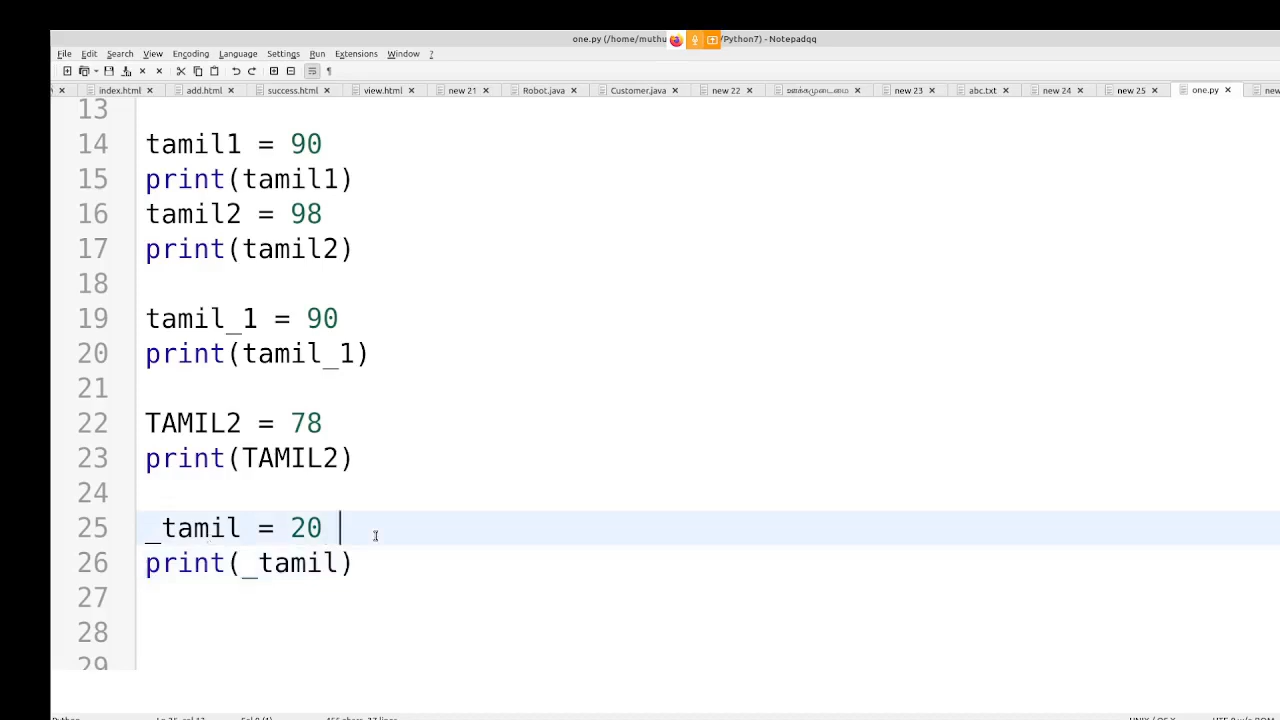 one.py (/home/muthu /Python7) - Notepadqq
File Edit Search View Encoding Language Settings Run Extensions Window ?
index.html add.html success.html view.html new 21 Robot.java Customer.java new 22 ஊக்கமுடைமை new 23 abc.txt new 24 new 25 one.py new
13
14 tamil1 = 90
15 print(tamil1)
16 tamil2 = 98
17 print(tamil2)
18
19 tamil_1 = 90
20 print(tamil_1)
21
22 TAMIL2 = 78
23 print(TAMIL2)
24
25 _tamil = 20
26 print(_tamil)
27
28
29